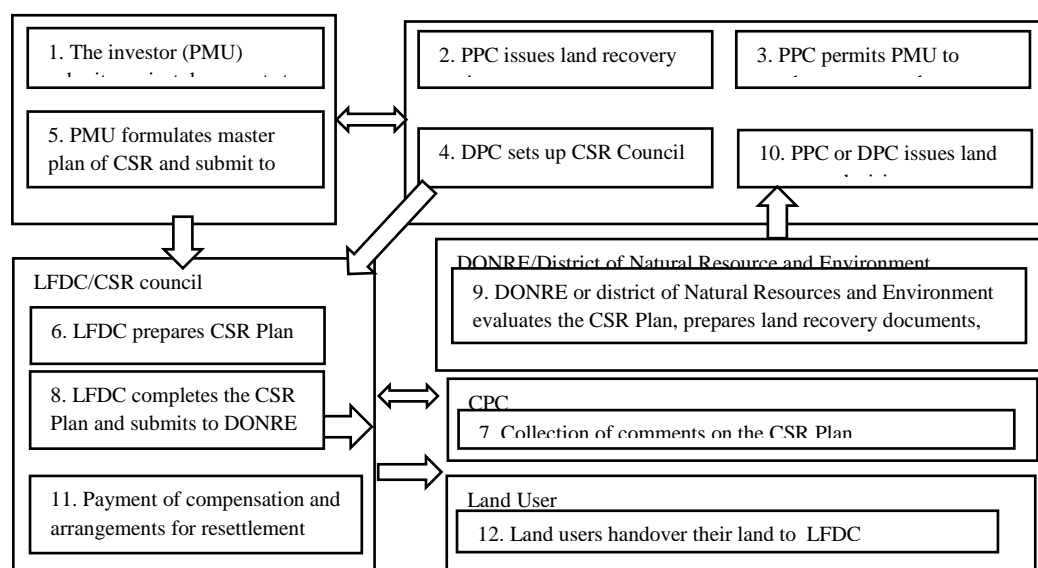 1. The investor (PMU)
2. PPC issues land recovery
3. PPC permits PMU to
5. PMU formulates master
plan of CSR and submit to
4. DPC sets up CSR Council
10. PPC or DPC issues land
LFDC/CSR council
6. LFDC prepares CSR Plan
8. LFDC completes the CSR
Plan and submits to DONRE
11. Payment of compensation and
arrangements for resettlement
DONRE/District of Natural Resource and Environment
9. DONRE or district of Natural Resources and Environment
evaluates the CSR Plan, prepares land recovery documents,
CPC
7. Collection of comments on the CSR Plan
Land User
12. Land users handover their land to LFDC